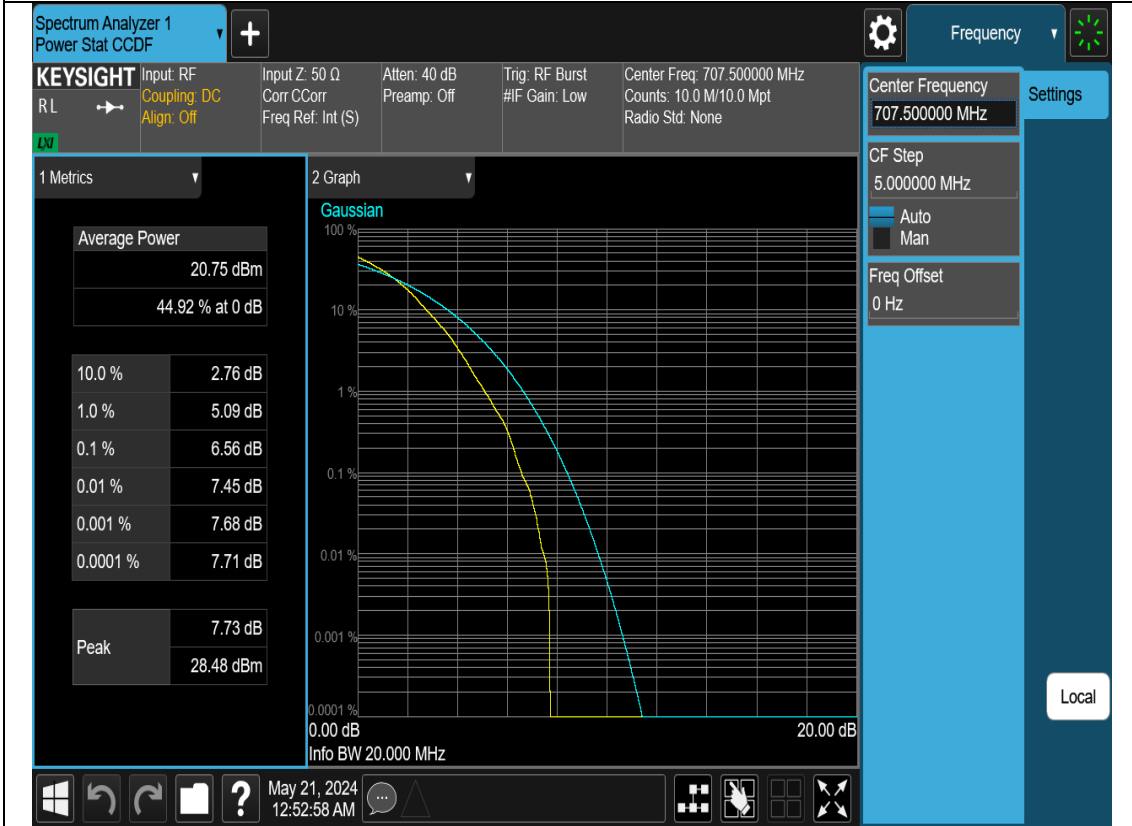 Spectrum Analyzer 1
Power Stat CCDF
+
Frequency
KEYSIGHT
RL
LXI
Input: RF
Coupling: DC
Align: Off
Input Z: 50 Ω
Corr CCorr
Freq Ref: Int (S)
Atten: 40 dB
Preamp: Off
Trig: RF Burst
#IF Gain: Low
Center Freq: 707.500000 MHz
Counts: 10.0 M/10.0 Mpt
Radio Std: None
Center Frequency
707.500000 MHz
Settings
CF Step
5.000000 MHz
Auto
Man
Freq Offset
0 Hz
1 Metrics
Average Power
20.75 dBm
44.92 % at 0 dB
10.0 % 2.76 dB
1.0 % 5.09 dB
0.1 % 6.56 dB
0.01 % 7.45 dB
0.001 % 7.68 dB
0.0001 % 7.71 dB
Peak
7.73 dB
28.48 dBm
2 Graph
Gaussian
100 %
10 %
1 %
0.1 %
0.01 %
0.001 %
0.0001 %
0.00 dB 20.00 dB
Info BW 20.000 MHz
Local
?
May 21, 2024
12:52:58 AM